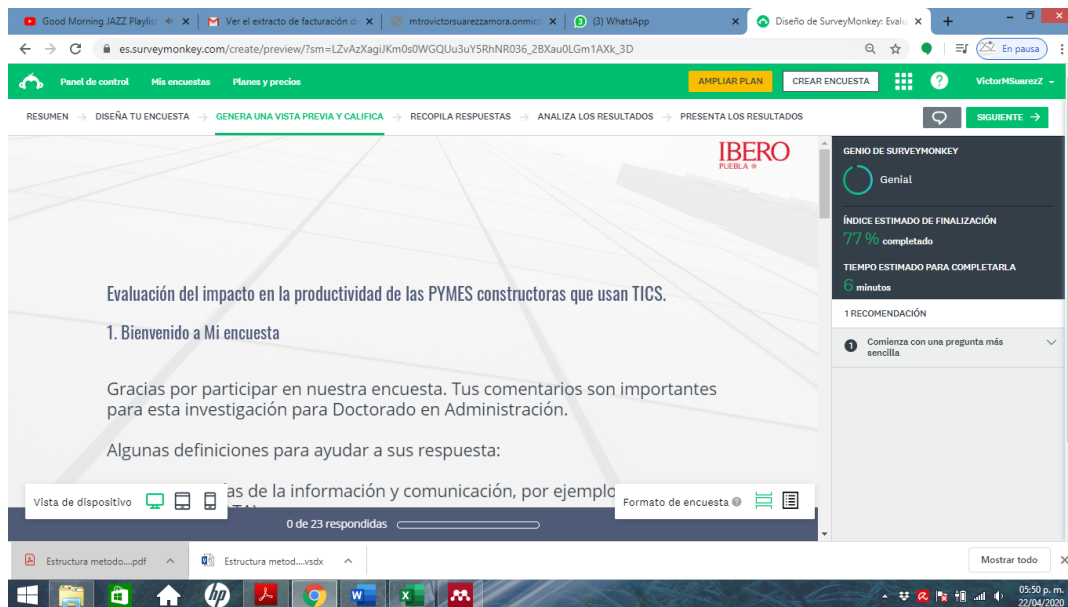 Good Morning JAZZ Playlist
Ver el extracto de facturación de
mtrovictorsuarezzamora.onmicr
(3) WhatsApp
Diseño de SurveyMonkey: Evalu
es.surveymonkey.com/create/preview/?sm=LZvAzXagiJKm0s0WGQUu3uY5RhNR036_2BXau0LGm1AXk_3D
En pausa
Panel de control Mis encuestas Planes y precios
AMPLIAR PLAN CREAR ENCUESTA ? VictorMSuarezZ
RESUMEN → DISEÑA TU ENCUESTA → GENERA UNA VISTA PREVIA Y CALIFICA → RECOPILA RESPUESTAS → ANALIZA LOS RESULTADOS → PRESENTA LOS RESULTADOS
SIGUIENTE →
IBERO
PUEBLA ®
Evaluación del impacto en la productividad de las PYMES constructoras que usan TICS.
1. Bienvenido a Mi encuesta
Gracias por participar en nuestra encuesta. Tus comentarios son importantes
para esta investigación para Doctorado en Administración.
Algunas definiciones para ayudar a sus respuesta:
as de la información y comunicación, por ejemplo
Vista de dispositivo
Formato de encuesta
0 de 23 respondidas
GENIO DE SURVEYMONKEY
Genial
ÍNDICE ESTIMADO DE FINALIZACIÓN
77 % completado
TIEMPO ESTIMADO PARA COMPLETARLA
6 minutos
1 RECOMENDACIÓN
1 Comienza con una pregunta más
sencilla
Estructura metodo....pdf
Estructura metod....vsdx
Mostrar todo
05:50 p. m.
22/04/2020